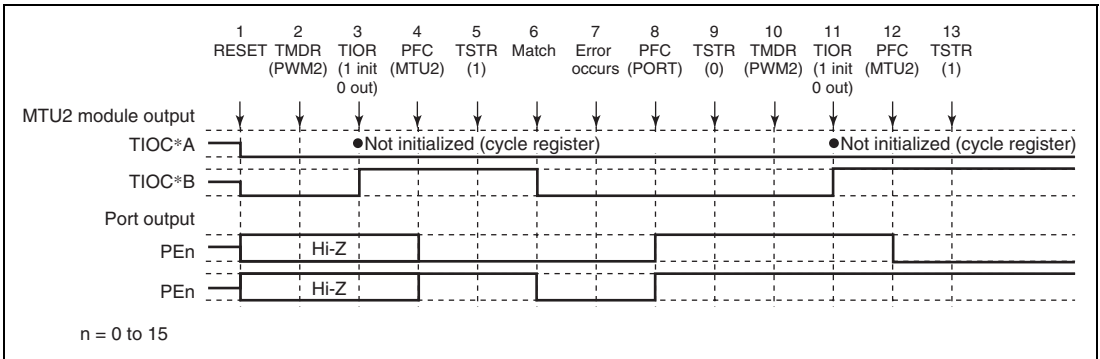 1 2 3 4 5 6 7 8 9 10 11 12 13
RESET TMDR TIOR PFC TSTR Match Error PFC TSTR TMDR TIOR PFC TSTR
(PWM2) (1 init (MTU2) (1) occurs (PORT) (0) (PWM2) (1 init (MTU2) (1)
0 out) 0 out)
MTU2 module output
TIOC*A ●Not initialized (cycle register) ●Not initialized (cycle register)
TIOC*B
Port output
PEn Hi-Z
PEn Hi-Z
n = 0 to 15